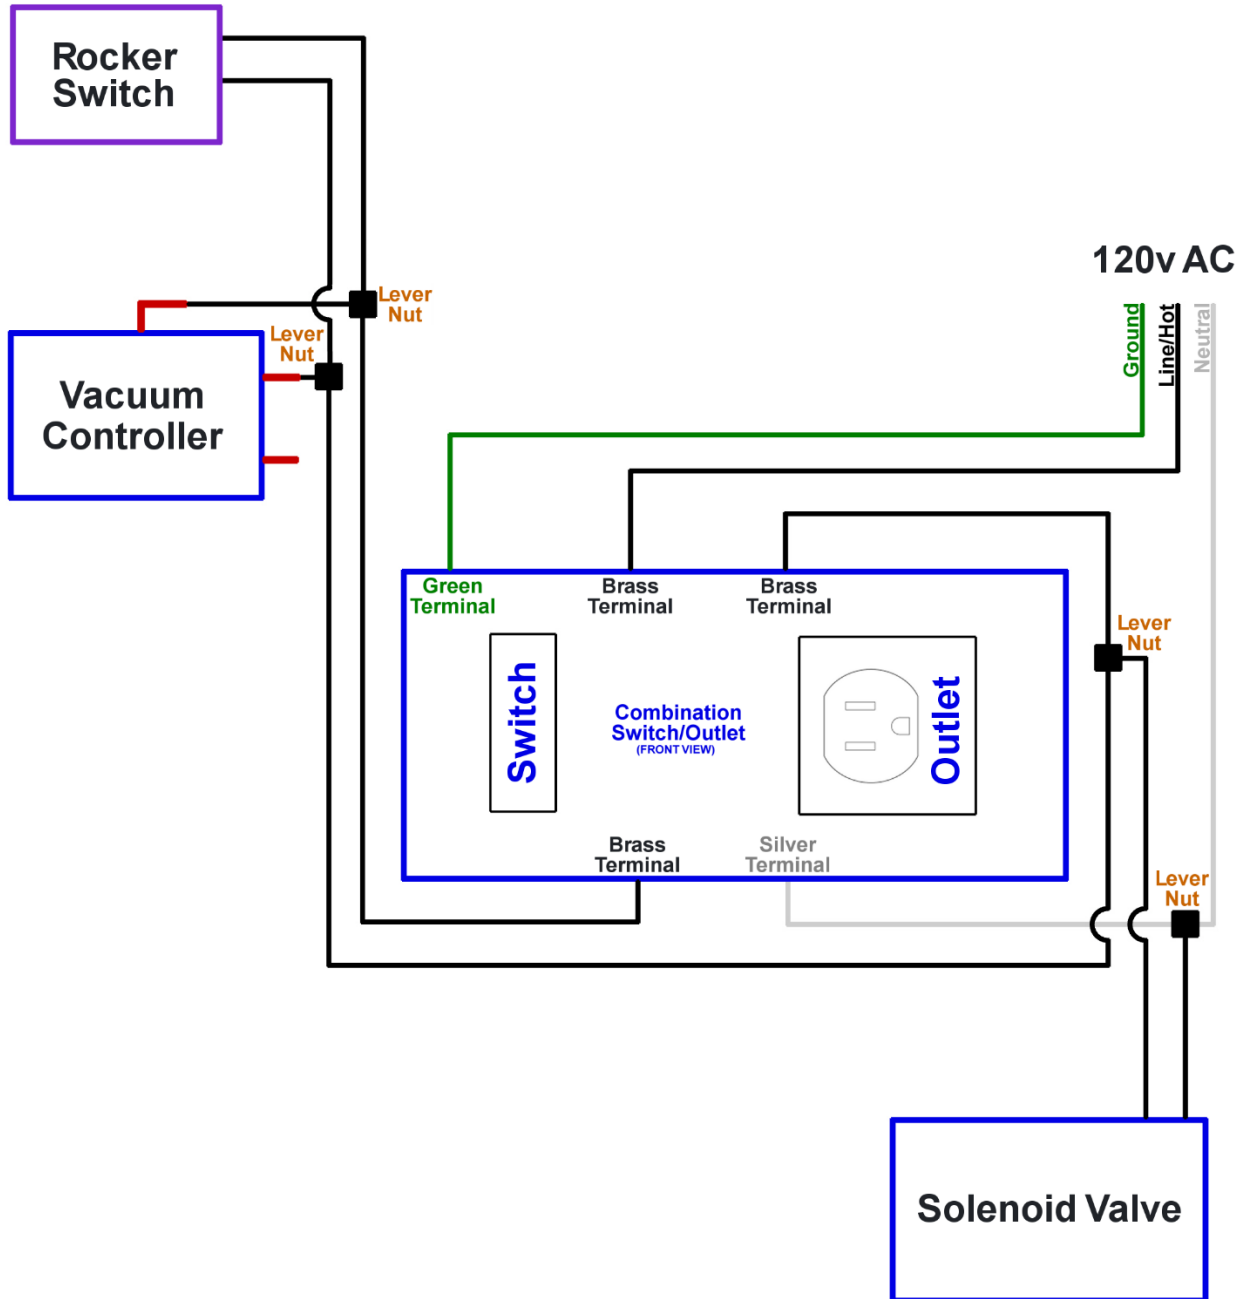 Rocker
Switch
120v AC
Ground
Line/Hot
Neutral
Lever
Nut
Lever
Nut
Vacuum
Controller
Green
Terminal
Brass
Terminal
Brass
Terminal
Lever
Nut
Switch
Combination
Switch/Outlet
(FRONT VIEW)
Outlet
Brass
Terminal
Silver
Terminal
Lever
Nut
Solenoid Valve